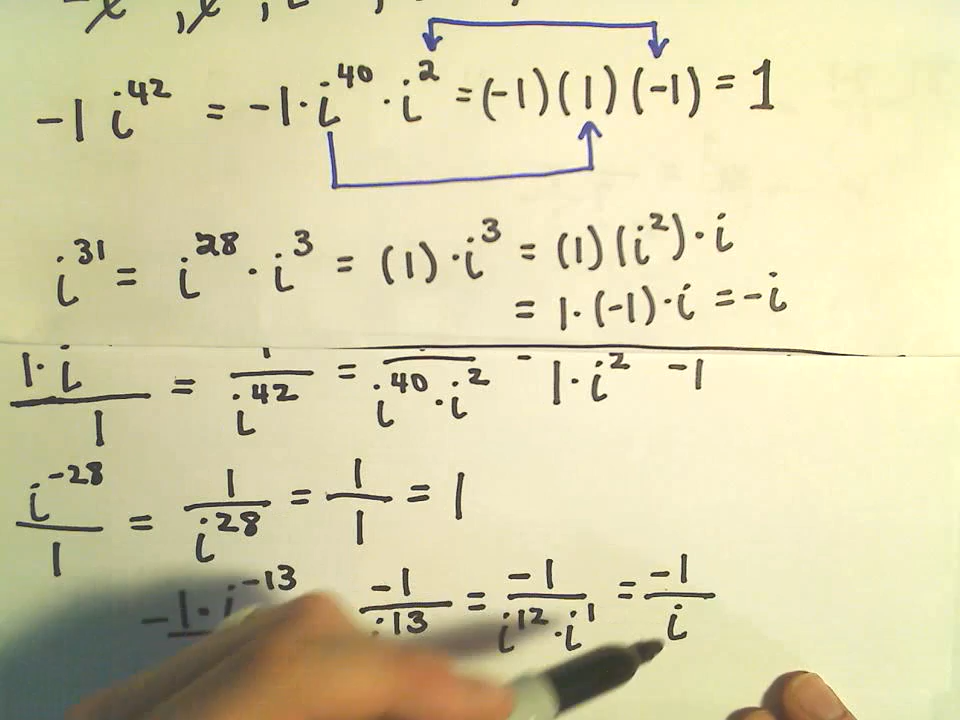 -1 i^42 = -1·i^40 · i^2 = (-1)(1)(-1) = 1
i^31 = i^28 · i^3 = (1) · i^3 = (1)(i^2) · i
= 1 · (-1) · i = -i
1 · i / 1 = 1 / i^42 = / i^40 · i^2 1 · i^2 -1
i^-28 / 1 = 1 / i^28 = 1 / 1 = 1
-1 · i^-13 -1 / i^13 = -1 / i^12 · i^1 = -1 / i